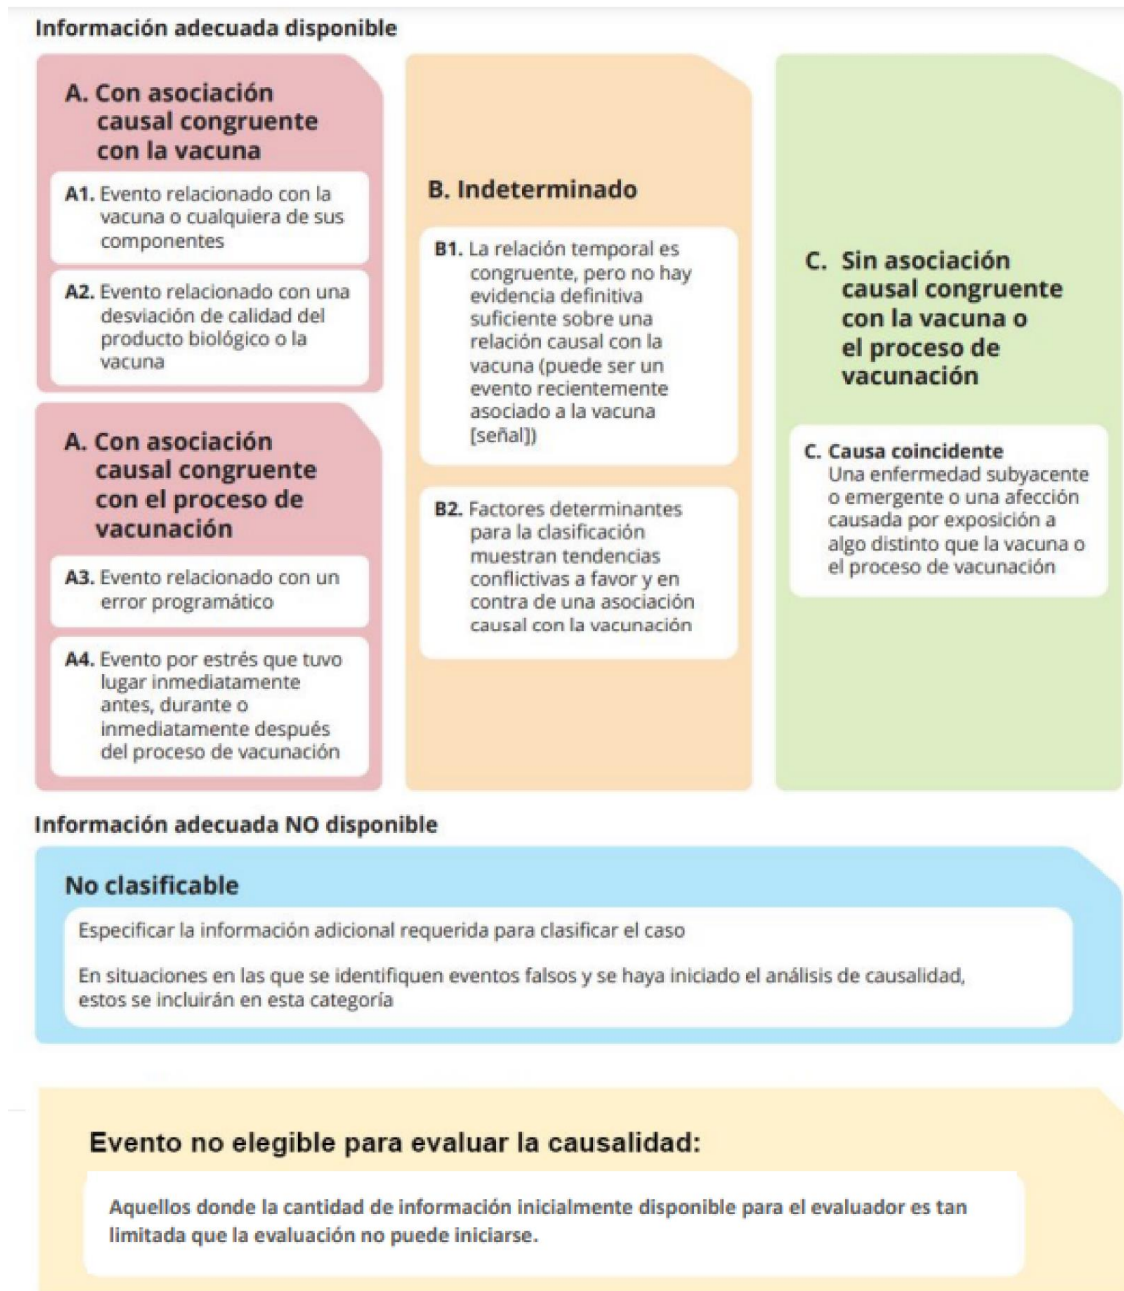 Información adecuada disponible
A. Con asociación
causal congruente
con la vacuna
A1. Evento relacionado con la
vacuna o cualquiera de sus
componentes
A2. Evento relacionado con una
desviación de calidad del
producto biológico o la
vacuna
A. Con asociación
causal congruente
con el proceso de
vacunación
A3. Evento relacionado con un
error programático
A4. Evento por estrés que tuvo
lugar inmediatamente
antes, durante o
inmediatamente después
del proceso de vacunación
B. Indeterminado
B1. La relación temporal es
congruente, pero no hay
evidencia definitiva
suficiente sobre una
relación causal con la
vacuna (puede ser un
evento recientemente
asociado a la vacuna
[señal])
B2. Factores determinantes
para la clasificación
muestran tendencias
conflictivas a favor y en
contra de una asociación
causal con la vacunación
C. Sin asociación
causal congruente
con la vacuna o
el proceso de
vacunación
C. Causa coincidente
Una enfermedad subyacente
o emergente o una afección
causada por exposición a
algo distinto que la vacuna o
el proceso de vacunación
Información adecuada NO disponible
No clasificable
Especificar la información adicional requerida para clasificar el caso
En situaciones en las que se identifiquen eventos falsos y se haya iniciado el análisis de causalidad,
estos se incluirán en esta categoría
Evento no elegible para evaluar la causalidad:
Aquellos donde la cantidad de información inicialmente disponible para el evaluador es tan
limitada que la evaluación no puede iniciarse.